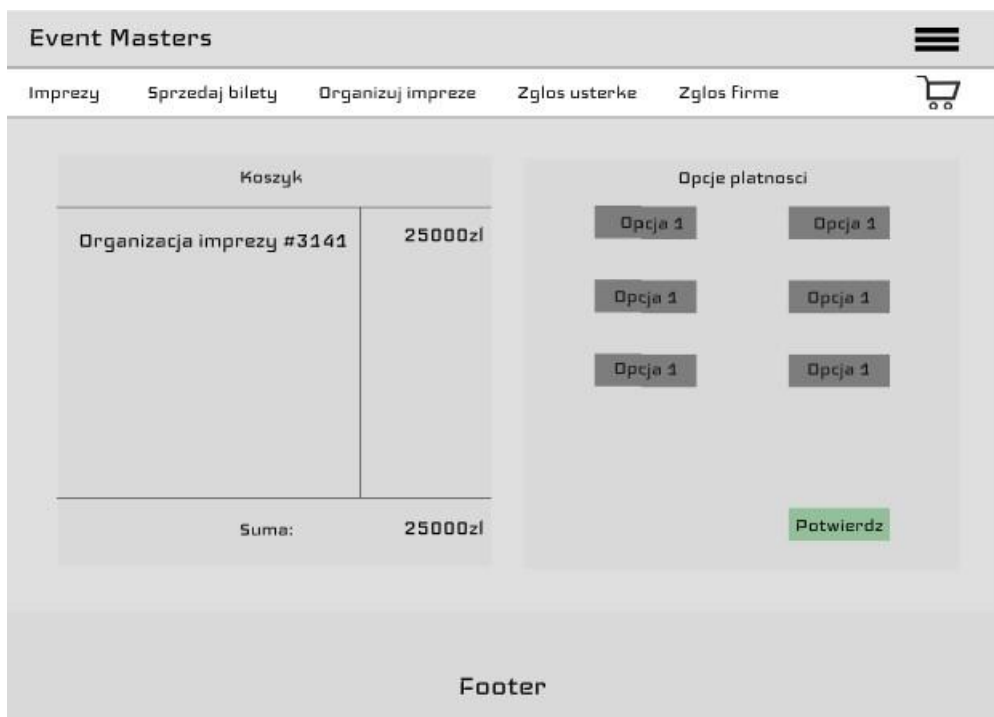 Event Masters
Imprezy Sprzedaj bilety Organizuj impreze Zglos usterke Zglos firme
Koszyk
Organizacja imprezy #3141 25000zl
Suma: 25000zl
Opcje platnosci
Opcja 1 Opcja 1
Opcja 1 Opcja 1
Opcja 1 Opcja 1
Potwierdz
Footer